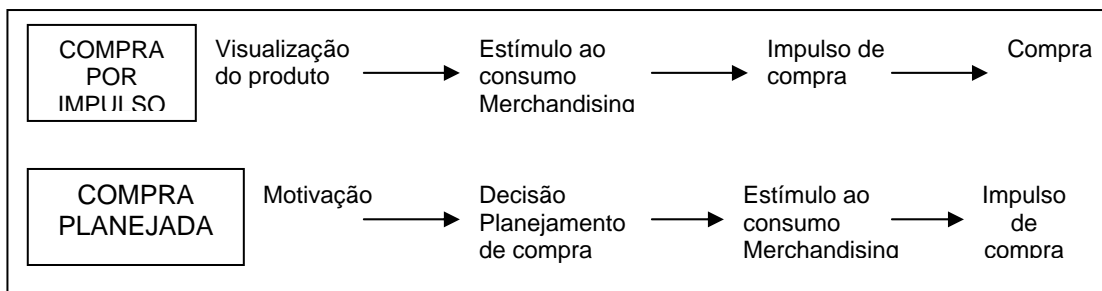 COMPRA
POR
IMPULSO
Visualização
do produto
Estímulo ao
consumo
Merchandising
Impulso de
compra
Compra
COMPRA
PLANEJADA
Motivação
Decisão
Planejamento
de compra
Estímulo ao
consumo
Merchandising
Impulso
de
compra